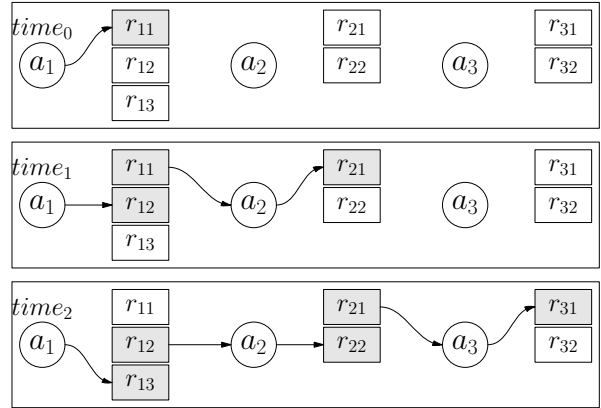 time₀ r₁₁ r₂₁ r₃₁
a₁ r₁₂ a₂ r₂₂ a₃ r₃₂
r₁₃
time₁ r₁₁ r₂₁ r₃₁
a₁ r₁₂ a₂ r₂₂ a₃ r₃₂
r₁₃
time₂ r₁₁ r₂₁ r₃₁
a₁ r₁₂ a₂ r₂₂ a₃ r₃₂
r₁₃